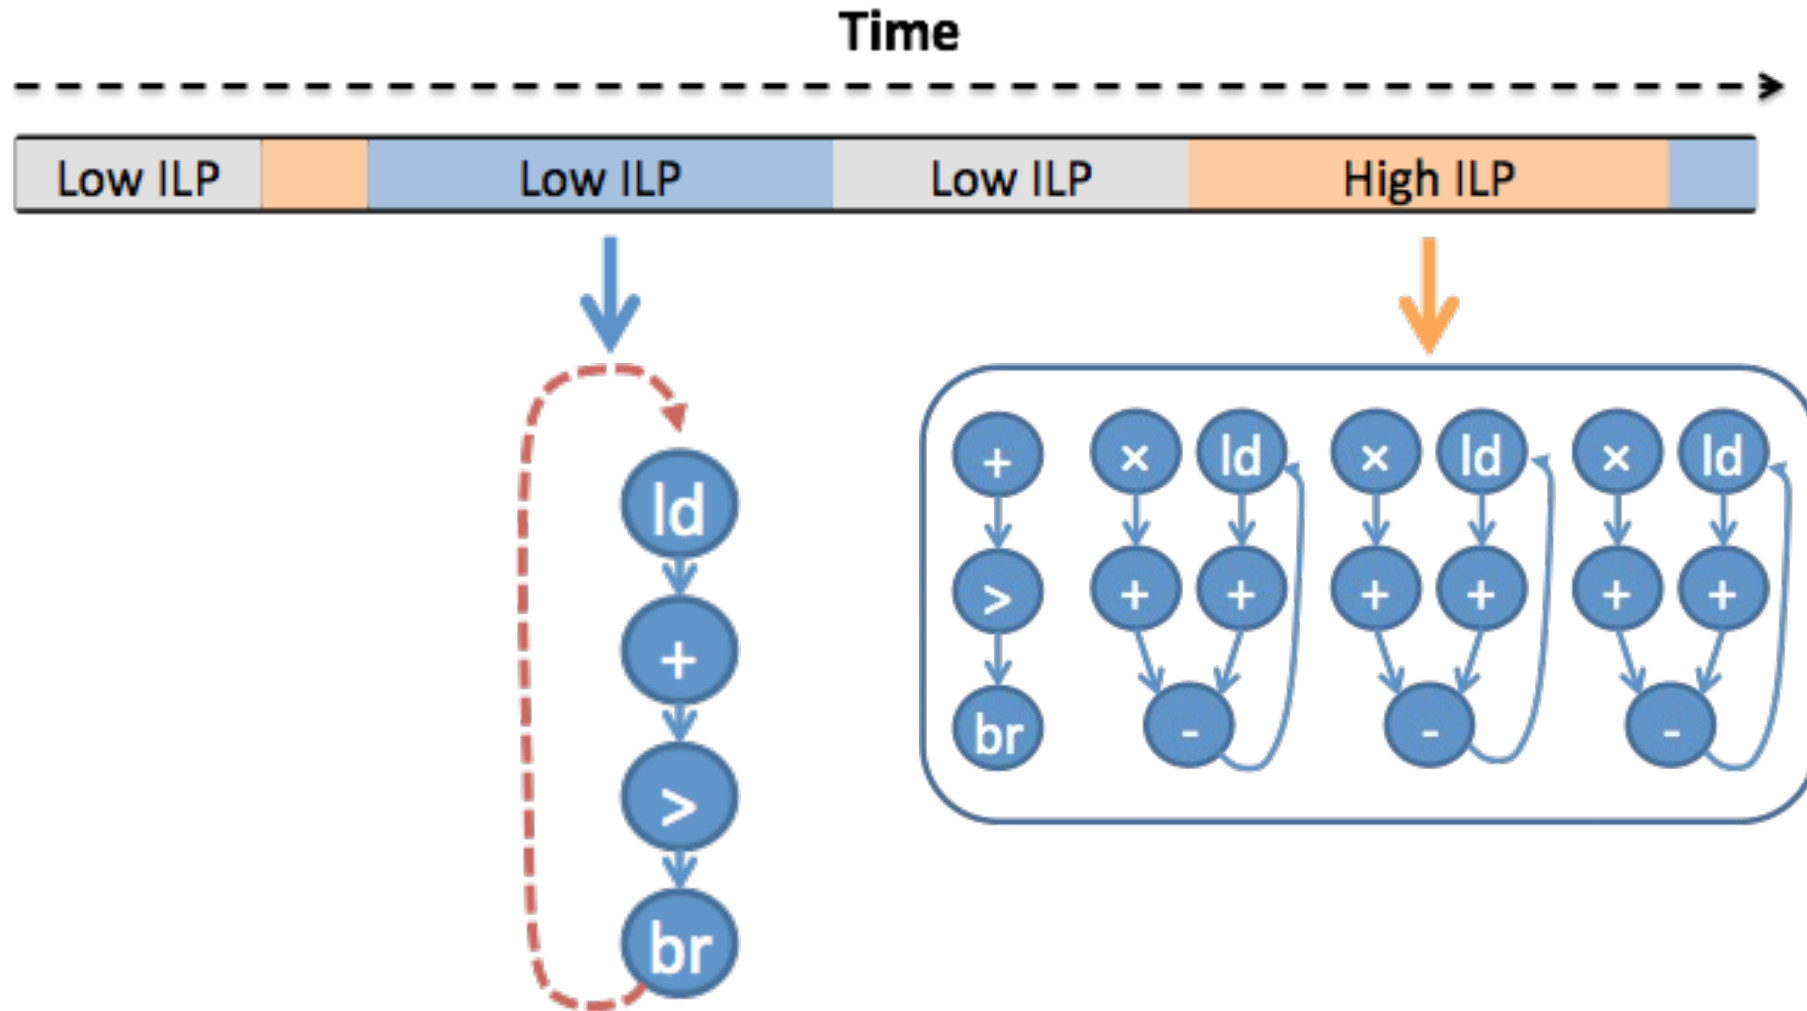 Time
Low ILP Low ILP Low ILP High ILP
+ × ld × ld × ld
ld
> + + + + + +
+
br - - -
>
br